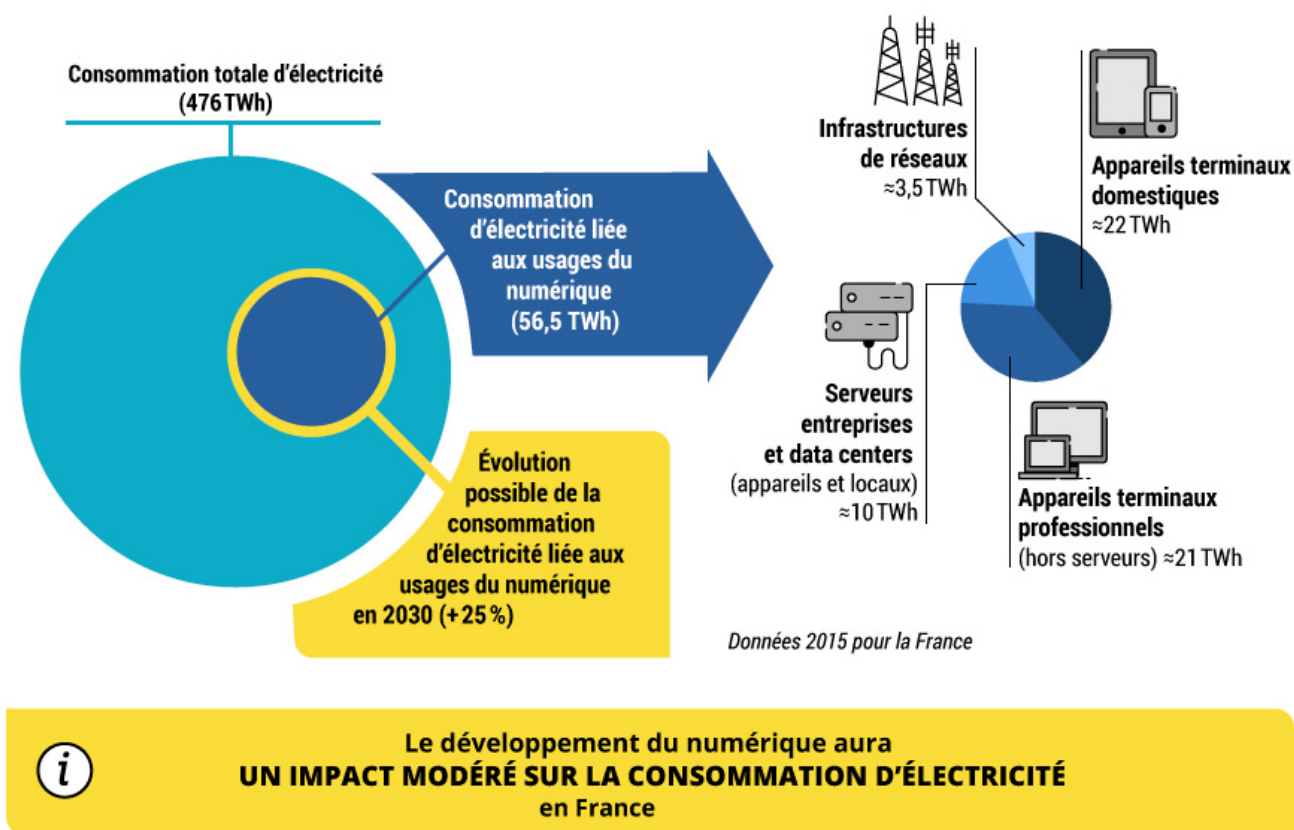 Consommation totale d'électricité
(476 TWh)
Consommation
d'électricité liée
aux usages du
numérique
(56,5 TWh)
Évolution
possible de la
consommation
d'électricité liée aux
usages du numérique
en 2030 (+25 %)
Infrastructures
de réseaux
≈3,5 TWh
Appareils terminaux
domestiques
≈22 TWh
Serveurs
entreprises
et data centers
(appareils et locaux)
≈10 TWh
Appareils terminaux
professionnels
(hors serveurs) ≈21 TWh
Données 2015 pour la France
i
Le développement du numérique aura
UN IMPACT MODÉRÉ SUR LA CONSOMMATION D'ÉLECTRICITÉ
en France